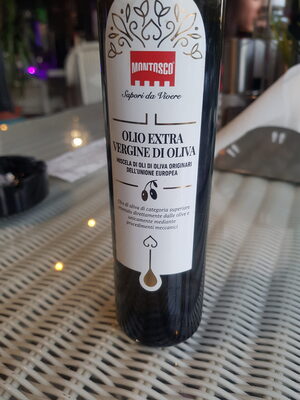 MONTOSCO
Sapori da Vivere
OLIO EXTRA
VERGINE DI OLIVA
MISCELA DI OLI DI OLIVA ORIGINARI
DELL'UNIONE EUROPEA
Olio di oliva di categoria superiore
ottenuto direttamente dalle olive e
unicamente mediante
procedimenti meccanici